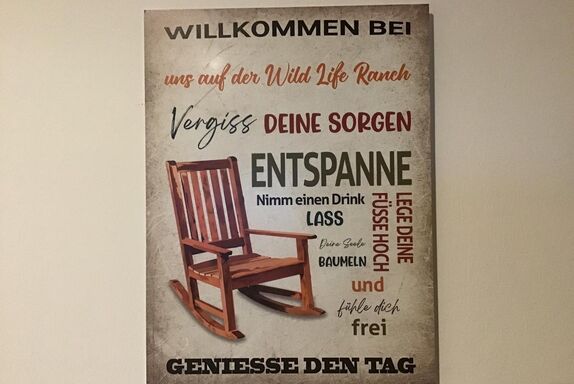 WILLKOMMEN BEI
uns auf der Wild Life Ranch
Vergiss DEINE SORGEN
ENTSPANNE
Nimm einen Drink
LASS
Deine Seele
BAUMELN
LEGE DEINE
FÜSSE HOCH
und
fühle dich
frei
GENIESSE DEN TAG